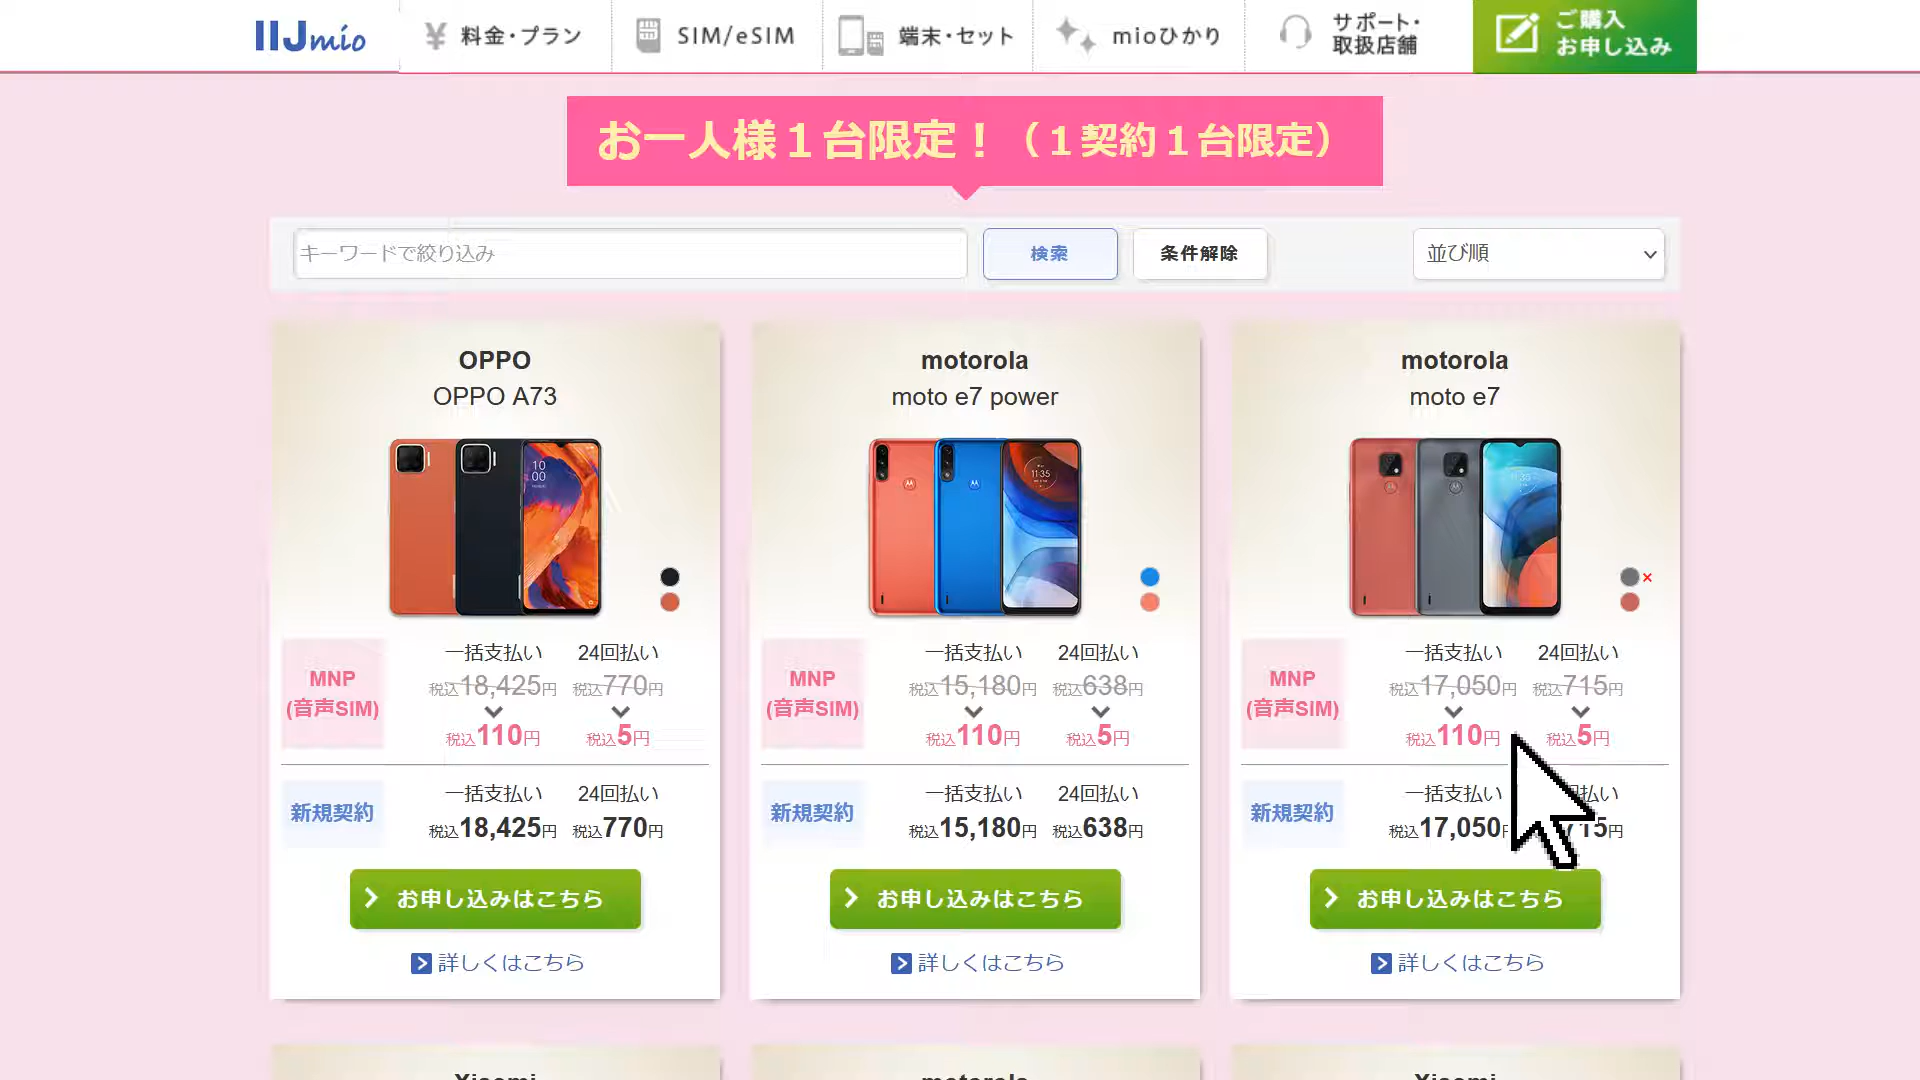 IIJmio
¥ 料金・プラン
SIM/eSIM
端末・セット
mioひかり
サポート・
取扱店舗
ご購入
お申し込み
お一人様１台限定！（１契約１台限定）
キーワードで絞り込み
検索
条件解除
並び順
OPPO
OPPO A73
10
00
MNP
(音声SIM)
一括支払い 24回払い
税込18,425円 税込770円
税込110円 税込5円
新規契約
一括支払い 24回払い
税込18,425円 税込770円
お申し込みはこちら
詳しくはこちら
motorola
moto e7 power
11:35
MNP
(音声SIM)
一括支払い 24回払い
税込15,180円 税込638円
税込110円 税込5円
新規契約
一括支払い 24回払い
税込15,180円 税込638円
お申し込みはこちら
詳しくはこちら
motorola
moto e7
MNP
(音声SIM)
一括支払い 24回払い
税込17,050円 税込715円
税込110円 税込5円
新規契約
一括支払い 払い
税込17,050 15円
お申し込みはこちら
詳しくはこちら
Xiaomi
motorola
Xiaomi